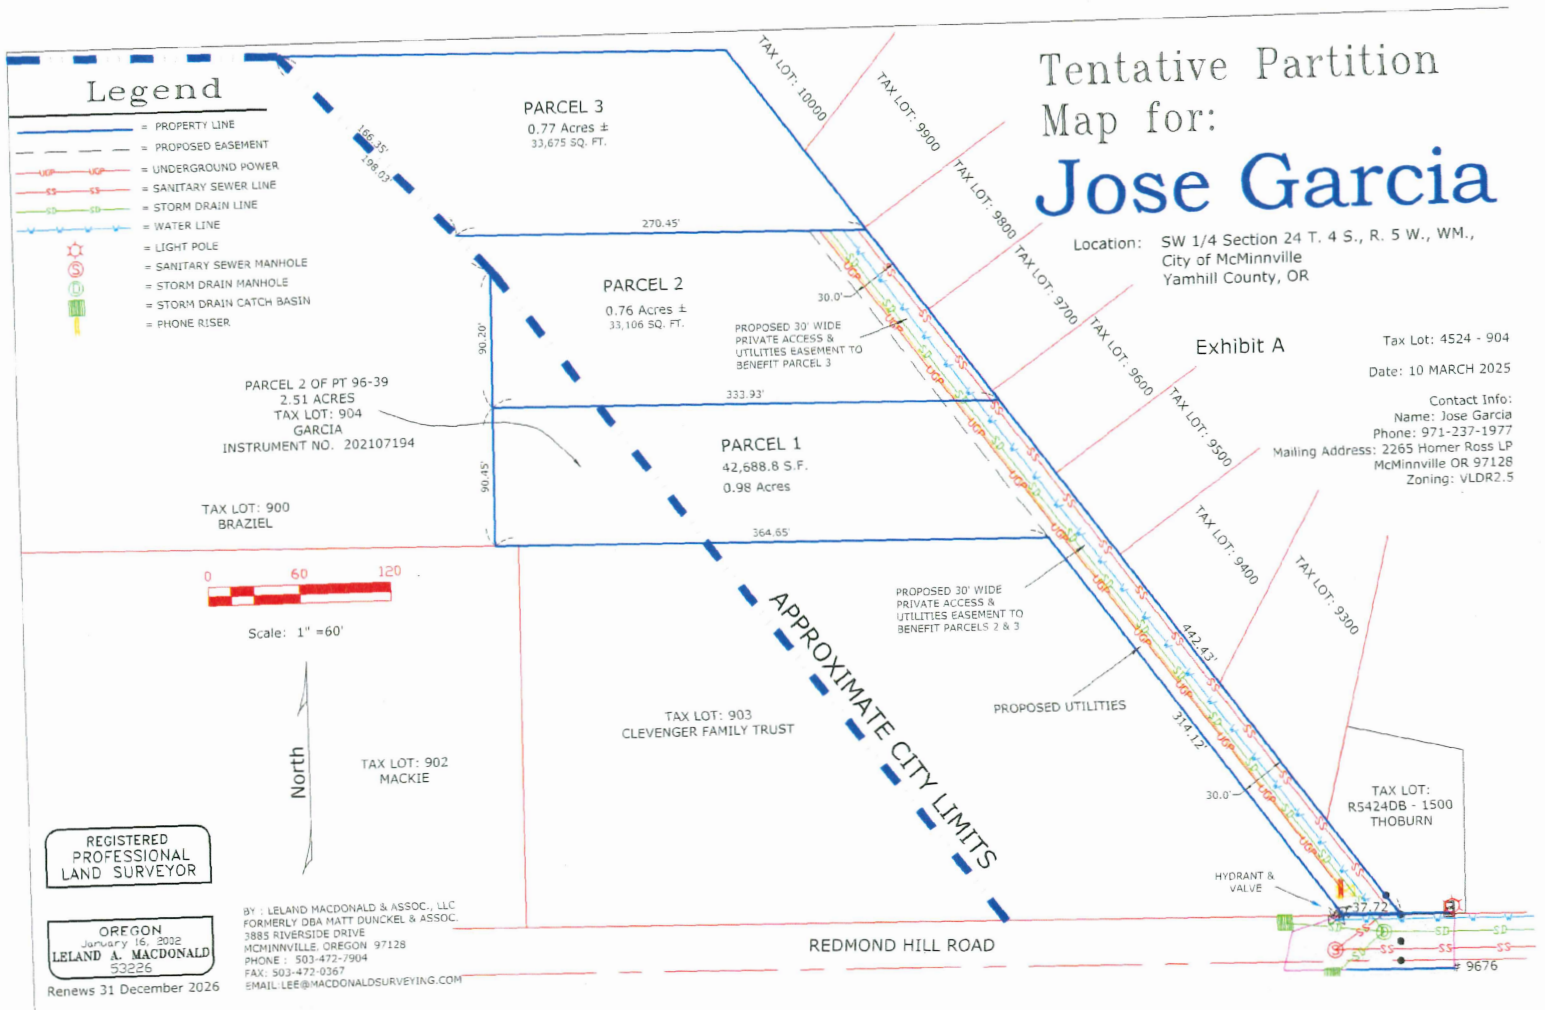 Tentative Partition
Map for:
Jose Garcia
Location: SW 1/4 Section 24 T. 4 S., R. 5 W., WM.,
City of McMinnville
Yamhill County, OR
Exhibit A
Tax Lot: 4524 - 904
Date: 10 MARCH 2025
Contact Info:
Name: Jose Garcia
Phone: 971-237-1977
Mailing Address: 2265 Homer Ross LP
McMinnville OR 97128
Zoning: VLDR2.5
Legend
= PROPERTY LINE
= PROPOSED EASEMENT
UGP UGP = UNDERGROUND POWER
SS SS = SANITARY SEWER LINE
SD SD = STORM DRAIN LINE
W W W W = WATER LINE
= LIGHT POLE
S = SANITARY SEWER MANHOLE
D = STORM DRAIN MANHOLE
= STORM DRAIN CATCH BASIN
= PHONE RISER
166.35'
198.03'
PARCEL 3
0.77 Acres ±
33,675 SQ. FT.
270.45'
PARCEL 2
0.76 Acres ±
33,106 SQ. FT.
30.0'
PROPOSED 30' WIDE
PRIVATE ACCESS &
UTILITIES EASEMENT TO
BENEFIT PARCEL 3
90.20'
333.93'
PARCEL 2 OF PT 96-39
2.51 ACRES
TAX LOT: 904
GARCIA
INSTRUMENT NO. 202107194
PARCEL 1
42,688.8 S.F.
0.98 Acres
90.45'
364.65'
TAX LOT: 900
BRAZIEL
TAX LOT: 10000
TAX LOT: 9900
TAX LOT: 9800
TAX LOT: 9700
TAX LOT: 9600
TAX LOT: 9500
TAX LOT: 9400
TAX LOT: 9300
0 60 120
Scale: 1" =60'
North
PROPOSED 30' WIDE
PRIVATE ACCESS &
UTILITIES EASEMENT TO
BENEFIT PARCELS 2 & 3
PROPOSED UTILITIES
442.43'
314.12'
30.0'
APPROXIMATE CITY LIMITS
TAX LOT: 903
CLEVENGER FAMILY TRUST
TAX LOT: 902
MACKIE
TAX LOT:
R5424DB - 1500
THOBURN
HYDRANT &
VALVE
37.72
REDMOND HILL ROAD
9676
REGISTERED
PROFESSIONAL
LAND SURVEYOR
OREGON
January 16, 2002
LELAND A. MACDONALD
53226
Renews 31 December 2026
BY : LELAND MACDONALD & ASSOC., LLC
FORMERLY DBA MATT DUNCKEL & ASSOC.
3885 RIVERSIDE DRIVE
MCMINNVILLE, OREGON 97128
PHONE : 503-472-7904
FAX: 503-472-0367
EMAIL:LEE@MACDONALDSURVEYING.COM